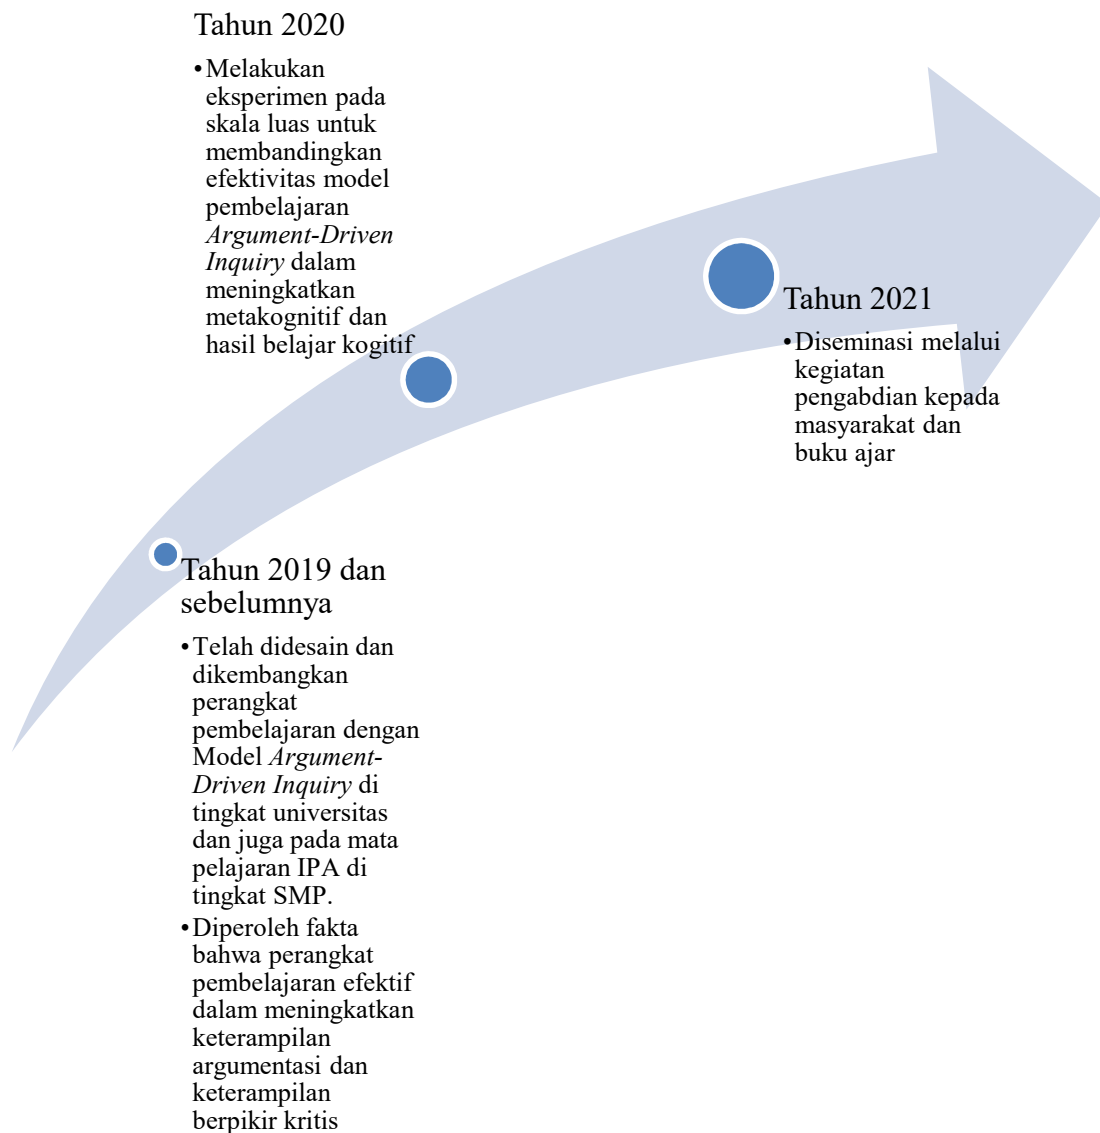 Tahun 2020
•Melakukan
eksperimen pada
skala luas untuk
membandingkan
efektivitas model
pembelajaran
Argument-Driven
Inquiry dalam
meningkatkan
metakognitif dan
hasil belajar kogitif
Tahun 2021
•Diseminasi melalui
kegiatan
pengabdian kepada
masyarakat dan
buku ajar
Tahun 2019 dan
sebelumnya
•Telah didesain dan
dikembangkan
perangkat
pembelajaran dengan
Model Argument-
Driven Inquiry di
tingkat universitas
dan juga pada mata
pelajaran IPA di
tingkat SMP.
•Diperoleh fakta
bahwa perangkat
pembelajaran efektif
dalam meningkatkan
keterampilan
argumentasi dan
keterampilan
berpikir kritis